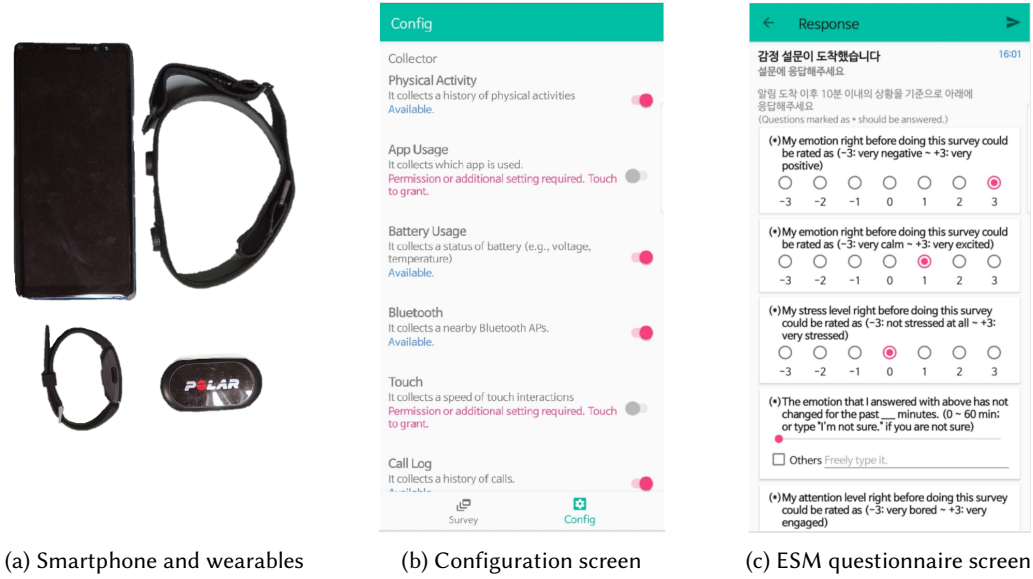 POLAR
Config
Collector
Physical Activity
It collects a history of physical activities
Available.
App Usage
It collects which app is used.
Permission or additional setting required. Touch
to grant.
Battery Usage
It collects a status of battery (e.g., voltage,
temperature)
Available.
Bluetooth
It collects a nearby Bluetooth APs.
Available.
Touch
It collects a speed of touch interactions
Permission or additional setting required. Touch
to grant.
Call Log
It collects a history of calls.
Available
Survey
Config
Response
감정 설문이 도착했습니다
16:01
설문에 응답해주세요
알림 도착 이후 10분 이내의 상황을 기준으로 아래에
응답해주세요
(Questions marked as * should be answered.)
(*)My emotion right before doing this survey could
be rated as (-3: very negative ~ +3: very
positive)
-3 -2 -1 0 1 2 3
(*)My emotion right before doing this survey could
be rated as (-3: very calm ~ +3: very excited)
-3 -2 -1 0 1 2 3
(*)My stress level right before doing this survey
could be rated as (-3: not stressed at all ~ +3:
very stressed)
-3 -2 -1 0 1 2 3
(*)The emotion that I answered with above has not
changed for the past __ minutes. (0 ~ 60 min;
or type "I'm not sure." if you are not sure)
Others Freely type it.
(*)My attention level right before doing this survey
could be rated as (-3: very bored ~ +3: very
engaged)
(a) Smartphone and wearables
(b) Configuration screen
(c) ESM questionnaire screen